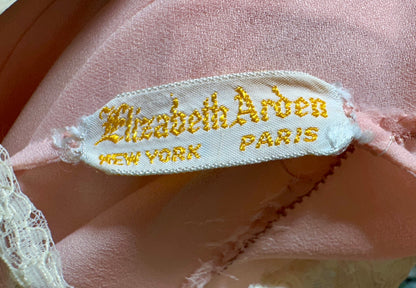 Elizabeth Arden
NEW YORK PARIS